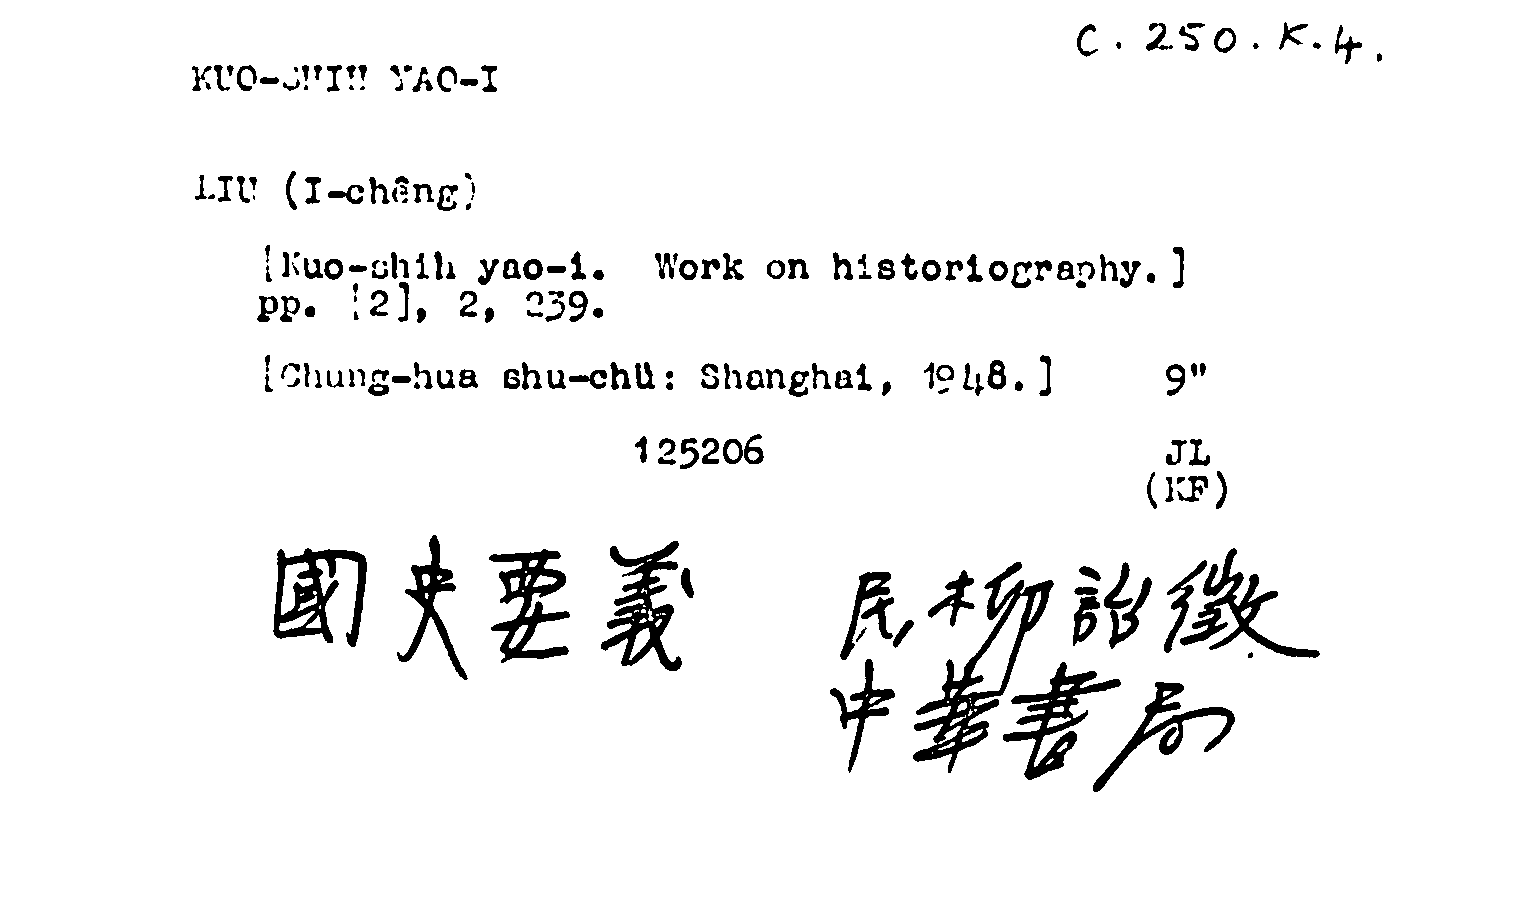 C.250.K.4.
KUO-SHIH YAO-I
LIU (I-chêng)
[Kuo-shih yao-i. Work on historiography.]
pp. [2], 2, 239.
[Chung-hua shu-chü: Shanghai, 1948.] 9"
125206 JL
(KF)
國史要義 民柳詒徵
中華書局